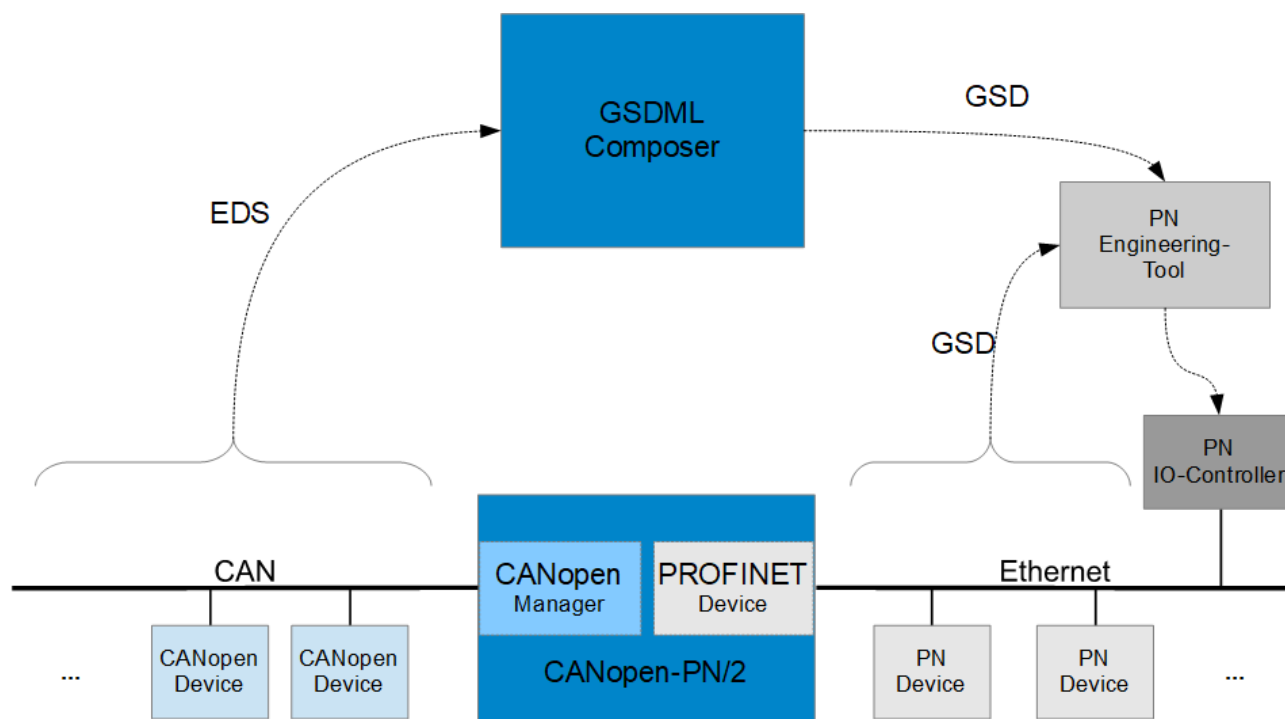 GSDML
Composer
GSD
EDS
PN
Engineering-
Tool
GSD
PN
IO-Controller
CAN
CANopen
Manager
PROFINET
Device
Ethernet
CANopen-PN/2
...
CANopen
Device
CANopen
Device
PN
Device
PN
Device
...